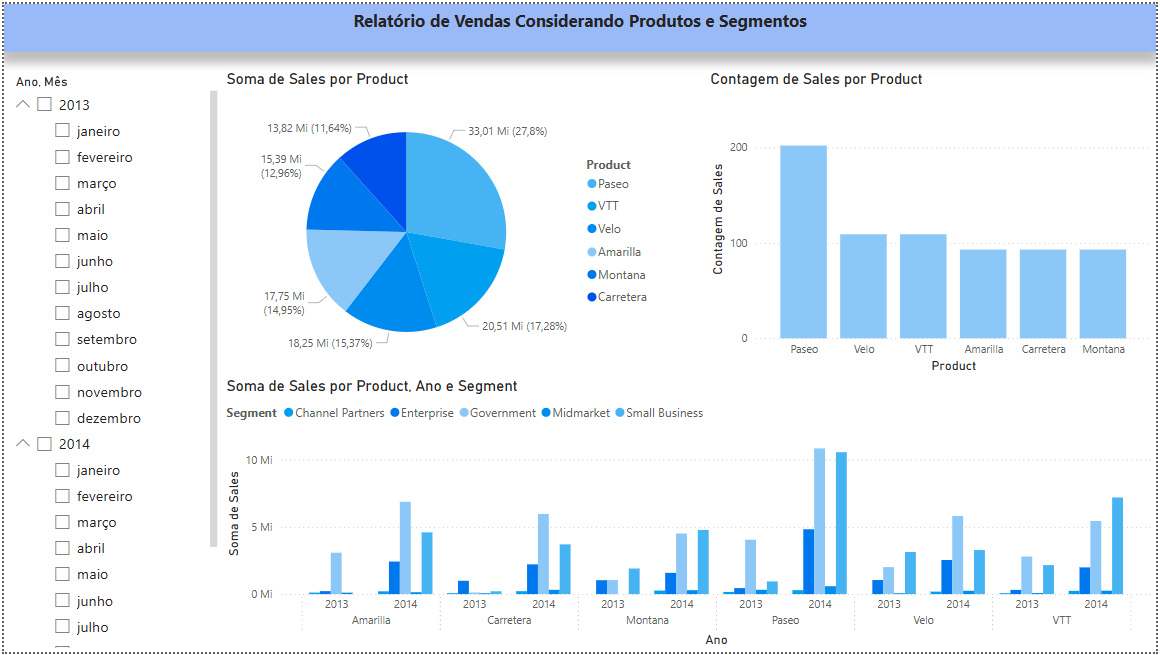 Relatório de Vendas Considerando Produtos e Segmentos
Ano, Mês
2013
janeiro
fevereiro
março
abril
maio
junho
julho
agosto
setembro
outubro
novembro
dezembro
2014
janeiro
fevereiro
março
abril
maio
junho
julho
Soma de Sales por Product
13,82 Mi (11,64%)
33,01 Mi (27,8%)
15,39 Mi
(12,96%)
17,75 Mi
(14,95%)
20,51 Mi (17,28%)
18,25 Mi (15,37%)
Product
Paseo
VTT
Velo
Amarilla
Montana
Carretera
Contagem de Sales por Product
Contagem de Sales
200
100
0
Paseo Velo VTT Amarilla Carretera Montana
Product
Soma de Sales por Product, Ano e Segment
Segment Channel Partners Enterprise Government Midmarket Small Business
Soma de Sales
10 Mi
5 Mi
0 Mi
2013 2014 2013 2014 2013 2014 2013 2014 2013 2014 2013 2014
Amarilla Carretera Montana Paseo Velo VTT
Ano